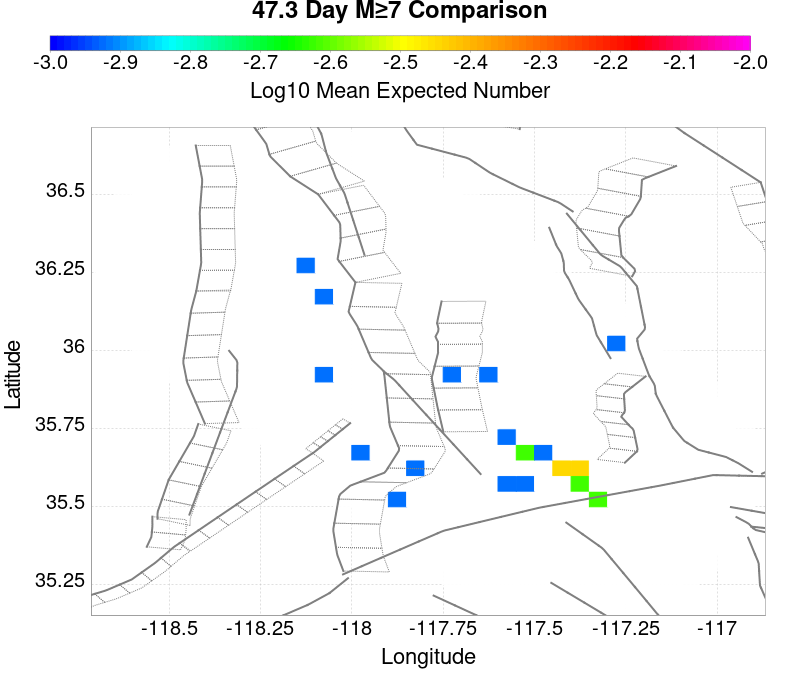 47.3 Day M≥7 Comparison
-3.0 -2.9 -2.8 -2.7 -2.6 -2.5 -2.4 -2.3 -2.2 -2.1 -2.0
Log10 Mean Expected Number
Latitude
36.5
36.25
36
35.75
35.5
35.25
-118.5 -118.25 -118 -117.75 -117.5 -117.25 -117
Longitude